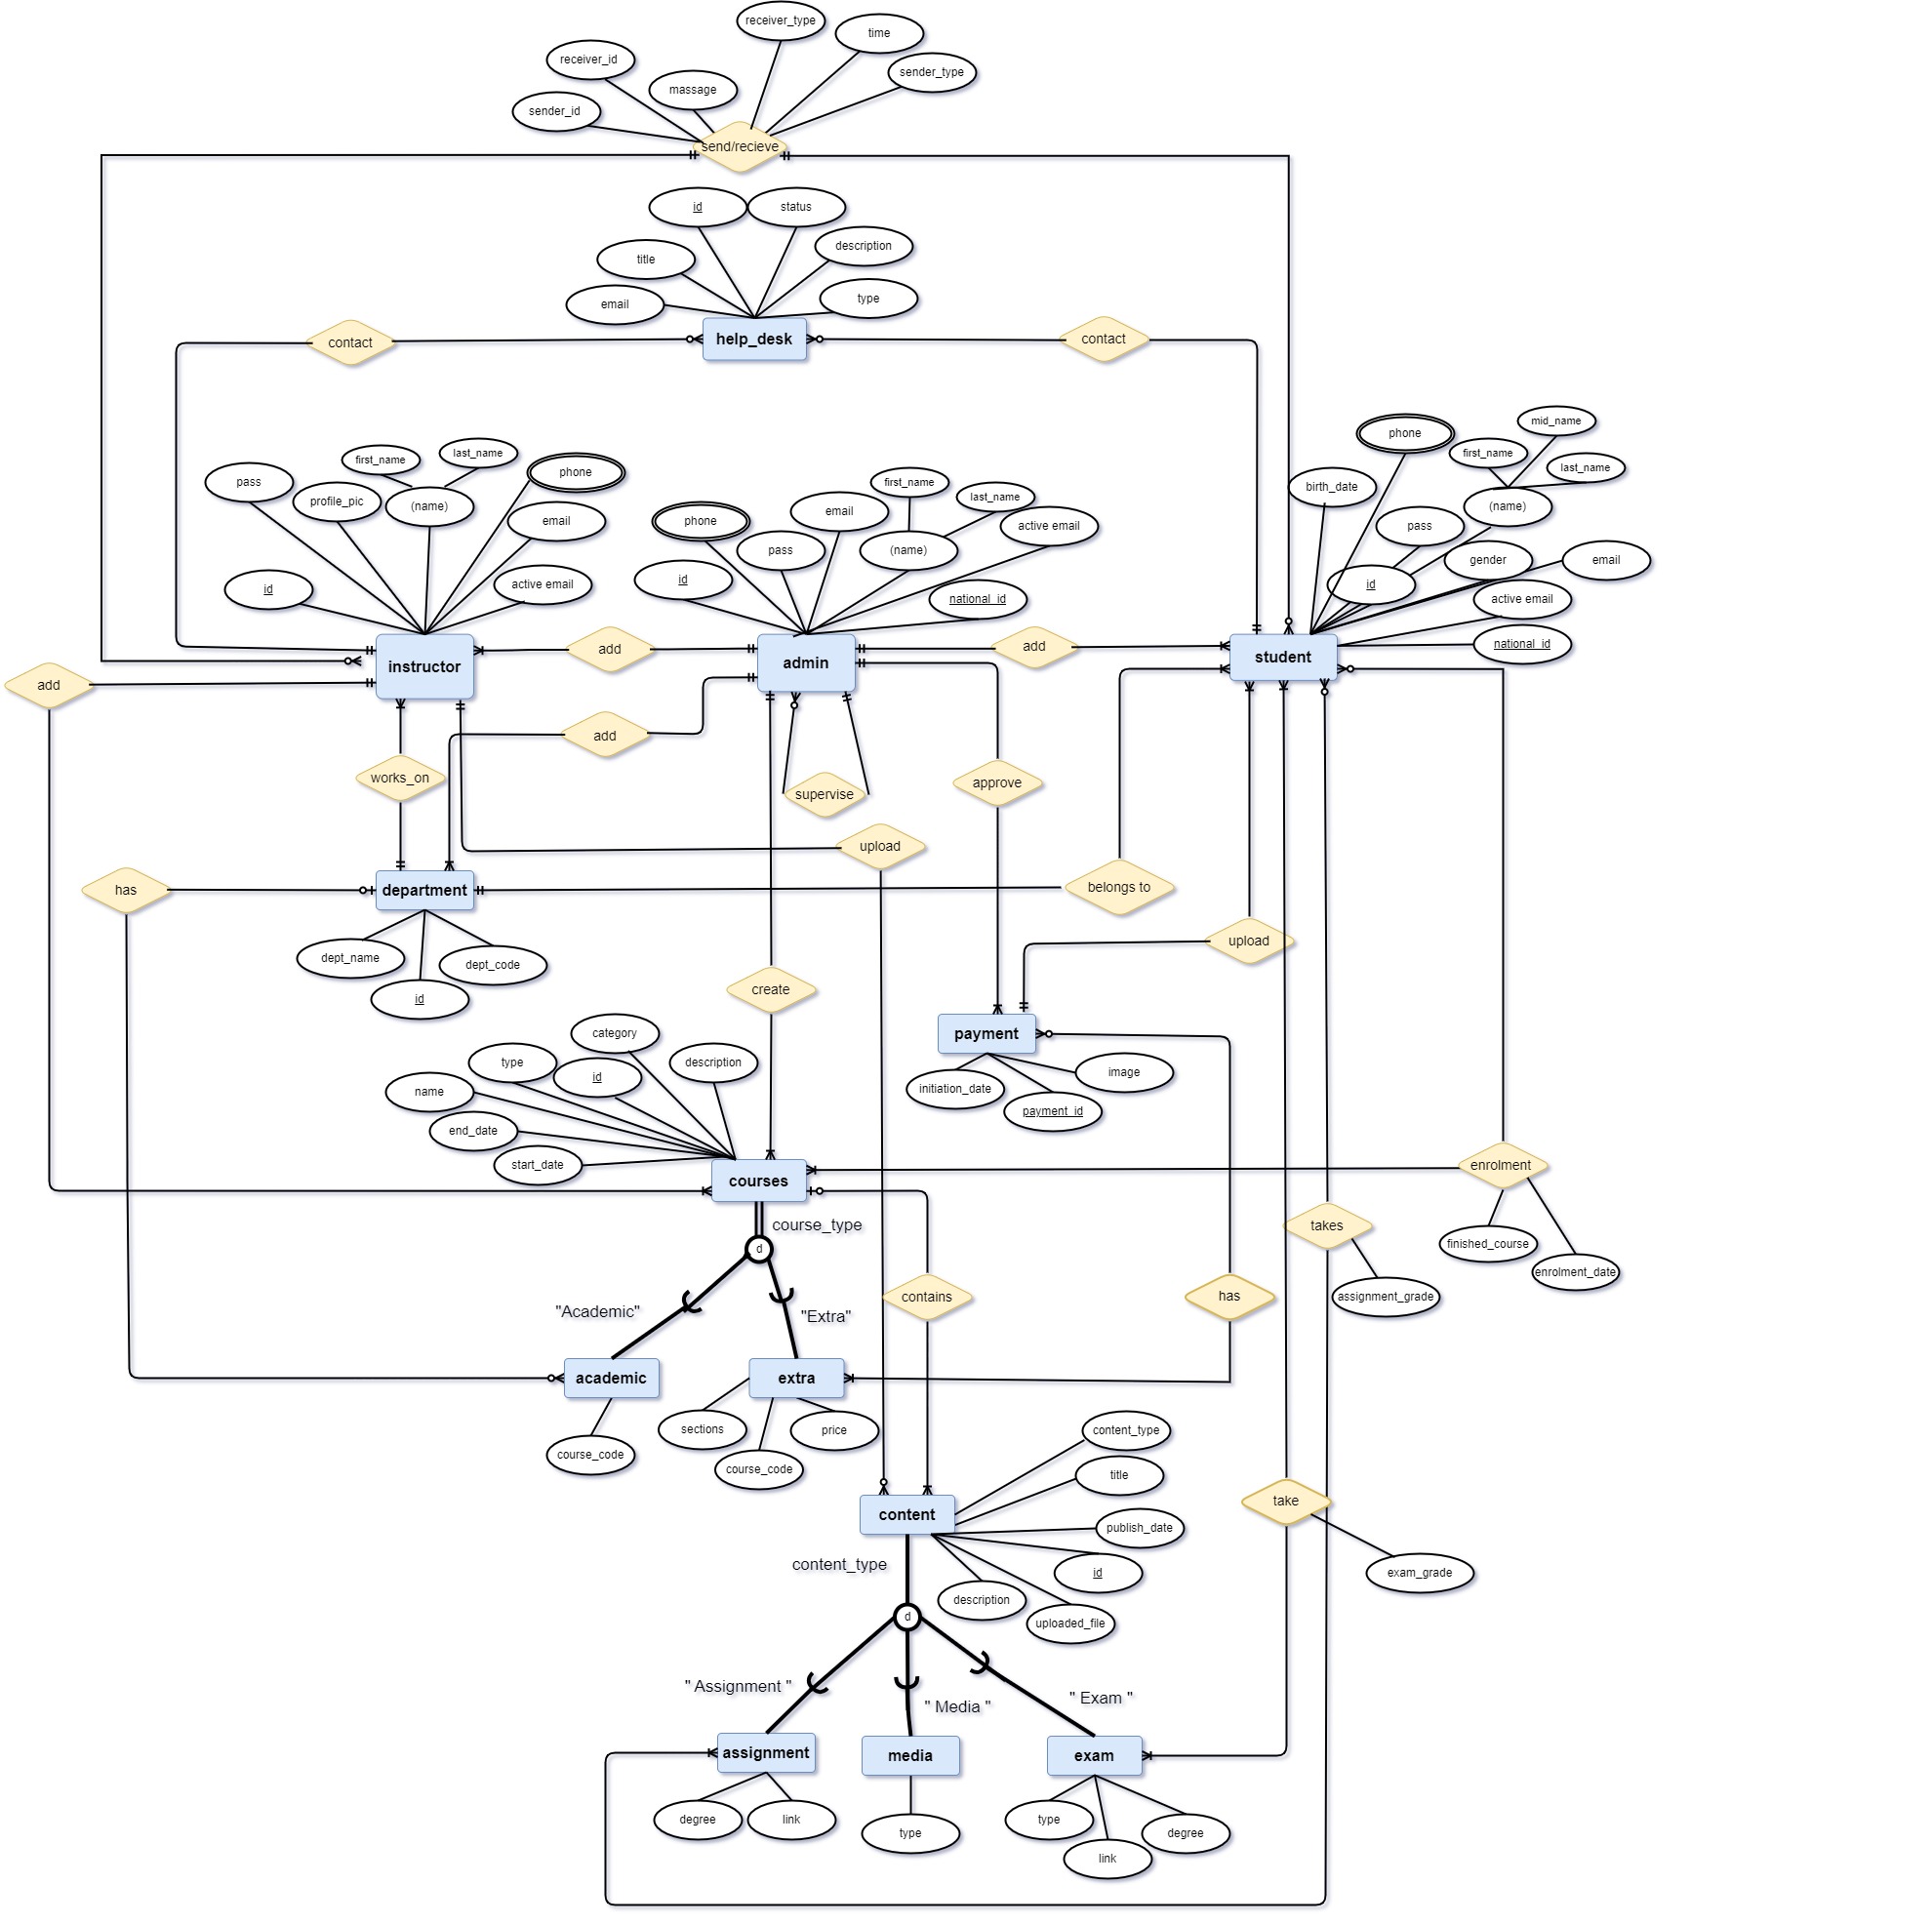 receiver_type
time
receiver_id
sender_type
massage
sender_id
send/recieve
id
status
description
title
type
email
help_desk
contact
contact
phone
mid_name
first_name
last_name
first_name
last_name
phone
pass
profile_pic
(name)
email
id
active email
first_name
last_name
email
phone
pass
(name)
active email
id
national_id
birth_date
(name)
pass
gender
email
id
active email
national_id
instructor
add
admin
add
student
add
add
works_on
supervise
approve
upload
has
department
belongs to
upload
dept_name
dept_code
id
create
category
payment
type
id
description
name
initiation_date
image
payment_id
end_date
start_date
courses
enrolment
course_type
d
takes
finished_course
enrolment_date
assignment_grade
"Academic"
"Extra"
contains
has
academic
extra
sections
price
course_code
course_code
content_type
title
content
take
publish_date
content_type
id
exam_grade
description
uploaded_file
d
" Assignment "
" Media "
" Exam "
assignment
media
exam
degree
link
type
type
degree
link